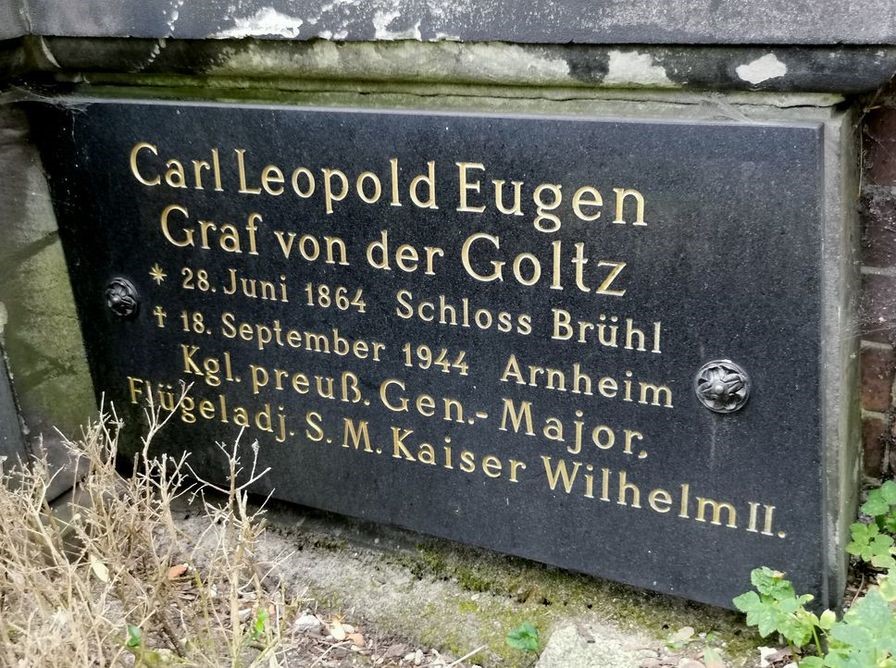 Carl Leopold Eugen
Graf von der Goltz
* 28. Juni 1864 Schloss Brühl
† 18. September 1944 Arnheim
Kgl. preuß. Gen.-Major,
Flügeladj. S. M. Kaiser Wilhelm II.